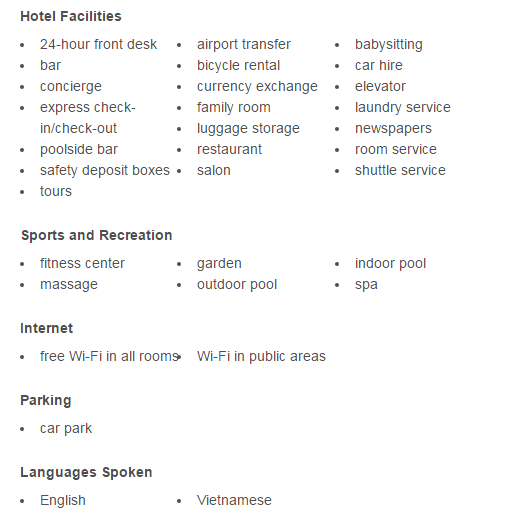 Hotel Facilities
24-hour front desk • airport transfer • babysitting
• bar • bicycle rental • car hire
• concierge • currency exchange • elevator
• express check- • family room • laundry service
in/check-out • luggage storage • newspapers
• poolside bar • restaurant • room service
• safety deposit boxes • salon • shuttle service
• tours
Sports and Recreation
• fitness center • garden • indoor pool
• massage • outdoor pool • spa
Internet
• free Wi-Fi in all rooms • Wi-Fi in public areas
Parking
• car park
Languages Spoken
• English • Vietnamese